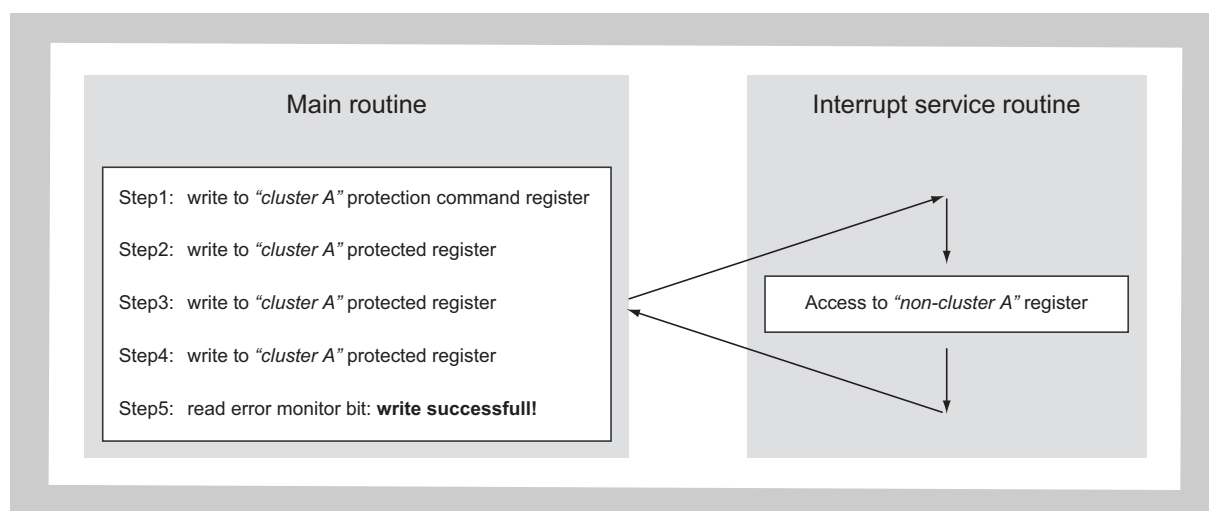 Main routine
Step1: write to “cluster A” protection command register
Step2: write to “cluster A” protected register
Step3: write to “cluster A” protected register
Step4: write to “cluster A” protected register
Step5: read error monitor bit: write successfull!
Interrupt service routine
Access to “non-cluster A” register